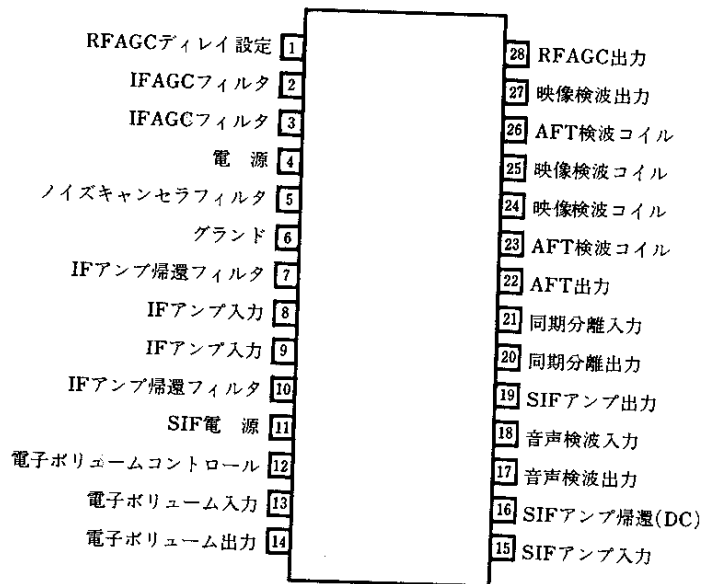 RFAGCディレイ設定 1
IFAGCフィルタ 2
IFAGCフィルタ 3
電 源 4
ノイズキャンセラフィルタ 5
グランド 6
IFアンプ帰還フィルタ 7
IFアンプ入力 8
IFアンプ入力 9
IFアンプ帰還フィルタ 10
SIF電 源 11
電子ボリュームコントロール 12
電子ボリューム入力 13
電子ボリューム出力 14
28 RFAGC出力
27 映像検波出力
26 AFT検波コイル
25 映像検波コイル
24 映像検波コイル
23 AFT検波コイル
22 AFT出力
21 同期分離入力
20 同期分離出力
19 SIFアンプ出力
18 音声検波入力
17 音声検波出力
16 SIFアンプ帰還(DC)
15 SIFアンプ入力